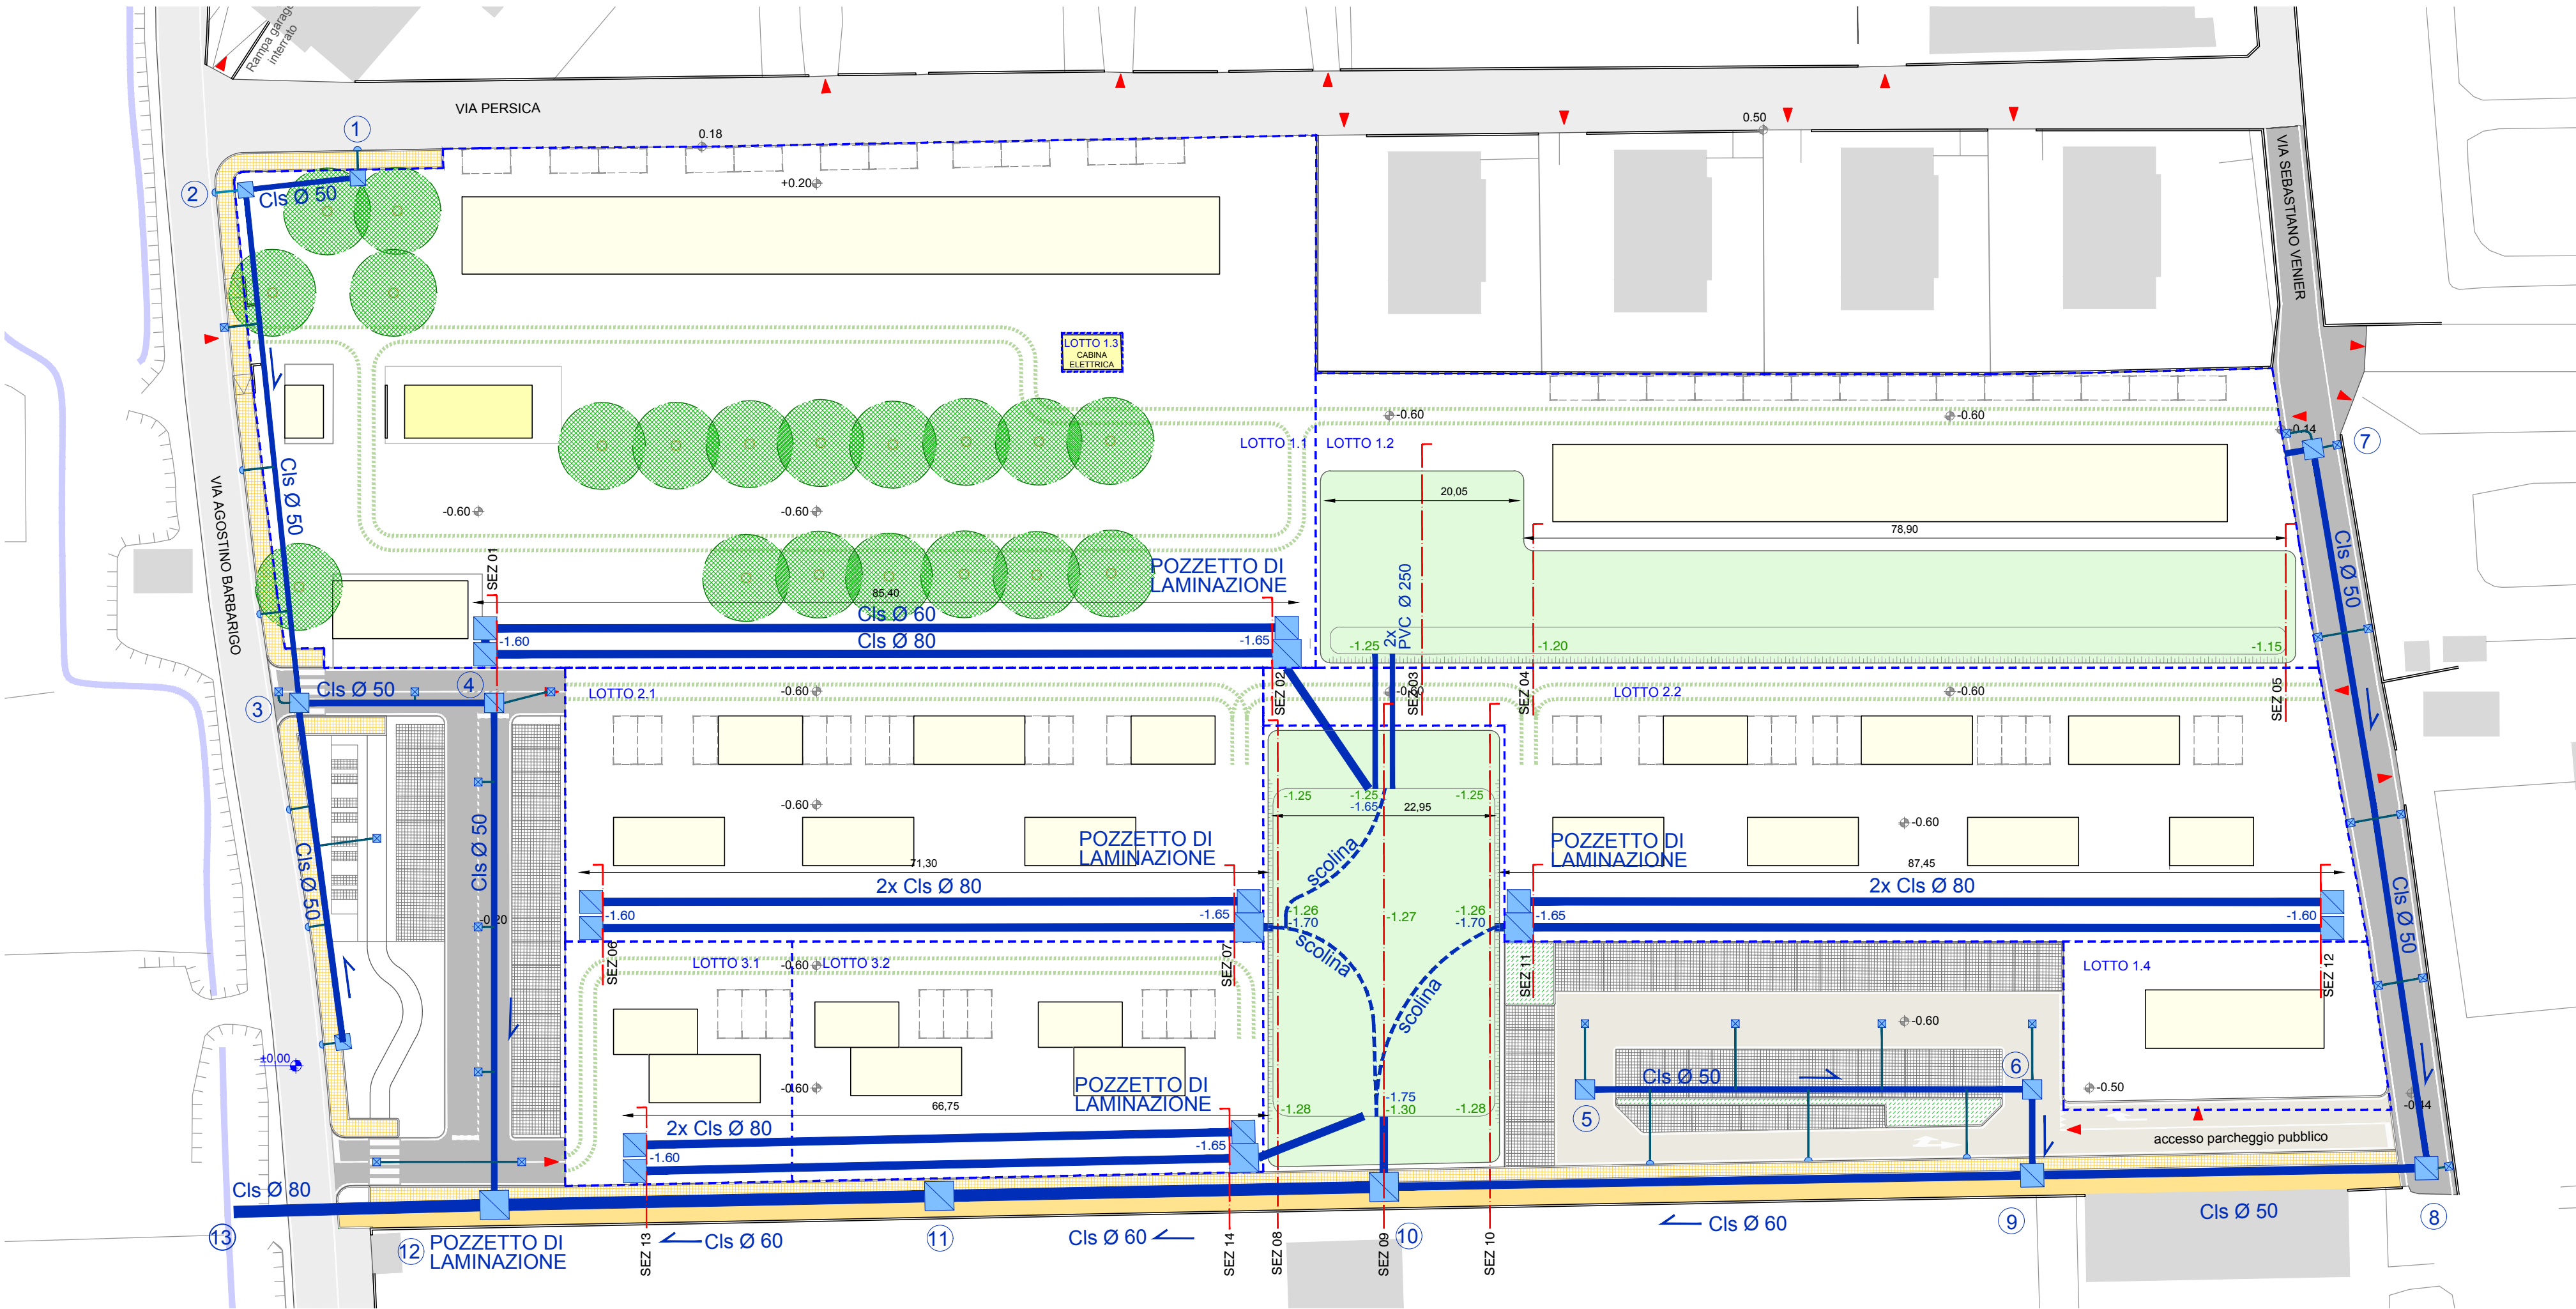 Rampa garage
interrato
VIA PERSICA
1
0.18
0.50
+0.20
2
Cls Ø 50
VIA SEBASTIANO VENIER
LOTTO 1.3
CABINA
ELETTRICA
-0.60
-0.60
LOTTO 1.1
LOTTO 1.2
7
Cls Ø 50
VIA AGOSTINO BARBARIGO
-0.60
-0.60
20,05
78,90
SEZ 01
POZZETTO DI
LAMINAZIONE
2x
PVC Ø 250
Cls Ø 50
85,40
Cls Ø 60
Cls Ø 80
-1.60
-1.65
-1.25
-1.20
-1.15
3
Cls Ø 50
4
LOTTO 2.1
-0.60
SEZ 02
SEZ 03
SEZ 04
LOTTO 2.2
-0.60
SEZ 05
-0.60
-1.25
-1.25
-1.25
-1.65
22,95
-0.60
Cls Ø 50
Cls Ø 50
POZZETTO DI
LAMINAZIONE
scolina
POZZETTO DI
LAMINAZIONE
71,30
87,45
2x Cls Ø 80
2x Cls Ø 80
-0.20
-1.60
-1.65
-1.26
-1.70
-1.27
-1.26
-1.70
-1.65
-1.60
Cls Ø 50
SEZ 06
SEZ 07
scolina
SEZ 11
SEZ 12
LOTTO 3.1
-0.60
LOTTO 3.2
LOTTO 1.4
scolina
-0.60
±0.00
6
Cls Ø 50
5
-0.60
-0.50
POZZETTO DI
LAMINAZIONE
66,75
-1.28
-1.75
-1.30
-1.28
2x Cls Ø 80
-1.60
-1.65
accesso parcheggio pubblico
Cls Ø 80
13
12
POZZETTO DI
LAMINAZIONE
SEZ 13
Cls Ø 60
11
Cls Ø 60
SEZ 14
SEZ 08
SEZ 09
10
SEZ 10
Cls Ø 60
9
Cls Ø 50
8